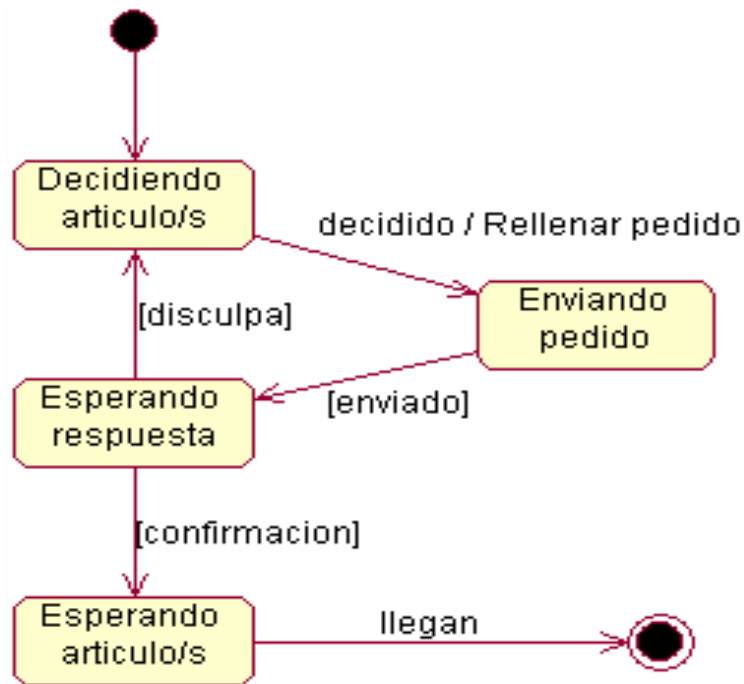 Decidiendo
articulo/s
decidido / Rellenar pedido
Enviando
pedido
[disculpa]
[enviado]
Esperando
respuesta
[confirmacion]
Esperando
articulo/s
llegan